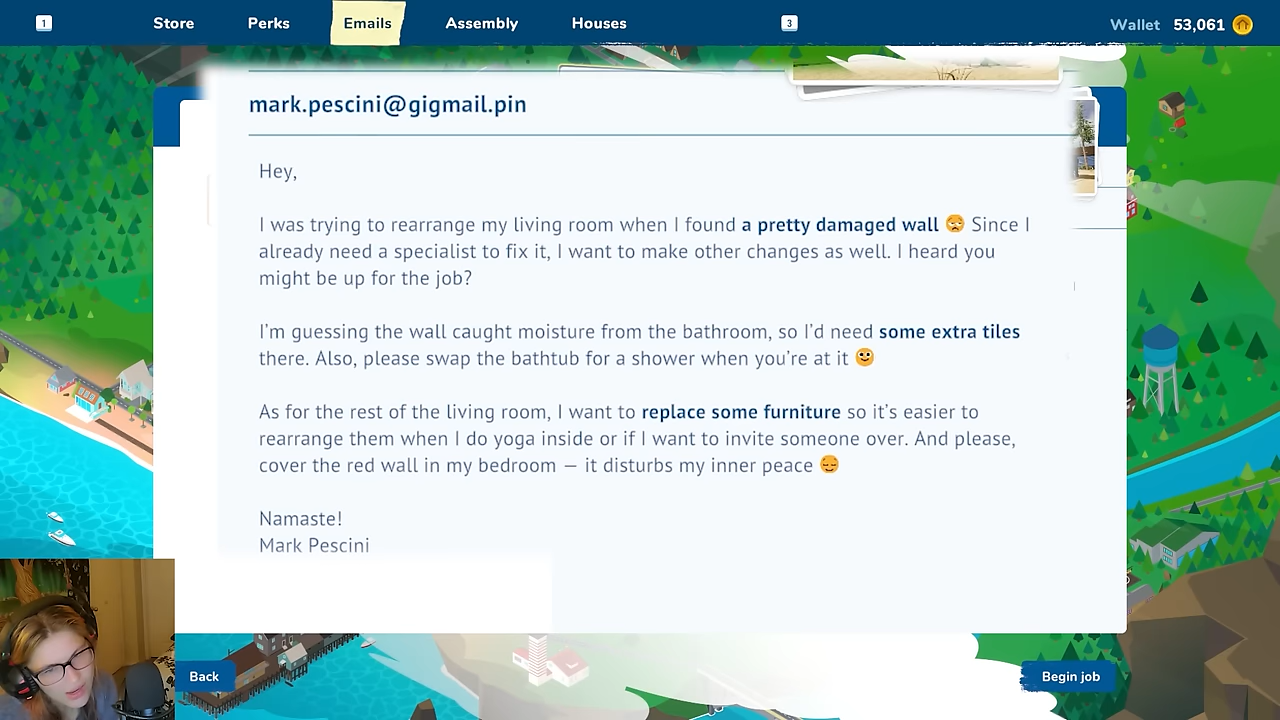 1 Store Perks Emails Assembly Houses 3 Wallet 53,061
mark.pescini@gigmail.pin
Hey,
I was trying to rearrange my living room when I found a pretty damaged wall 😧 Since I
already need a specialist to fix it, I want to make other changes as well. I heard you
might be up for the job?
I'm guessing the wall caught moisture from the bathroom, so I'd need some extra tiles
there. Also, please swap the bathtub for a shower when you're at it 🙂
As for the rest of the living room, I want to replace some furniture so it's easier to
rearrange them when I do yoga inside or if I want to invite someone over. And please,
cover the red wall in my bedroom — it disturbs my inner peace 😌
Namaste!
Mark Pescini
Back Begin job